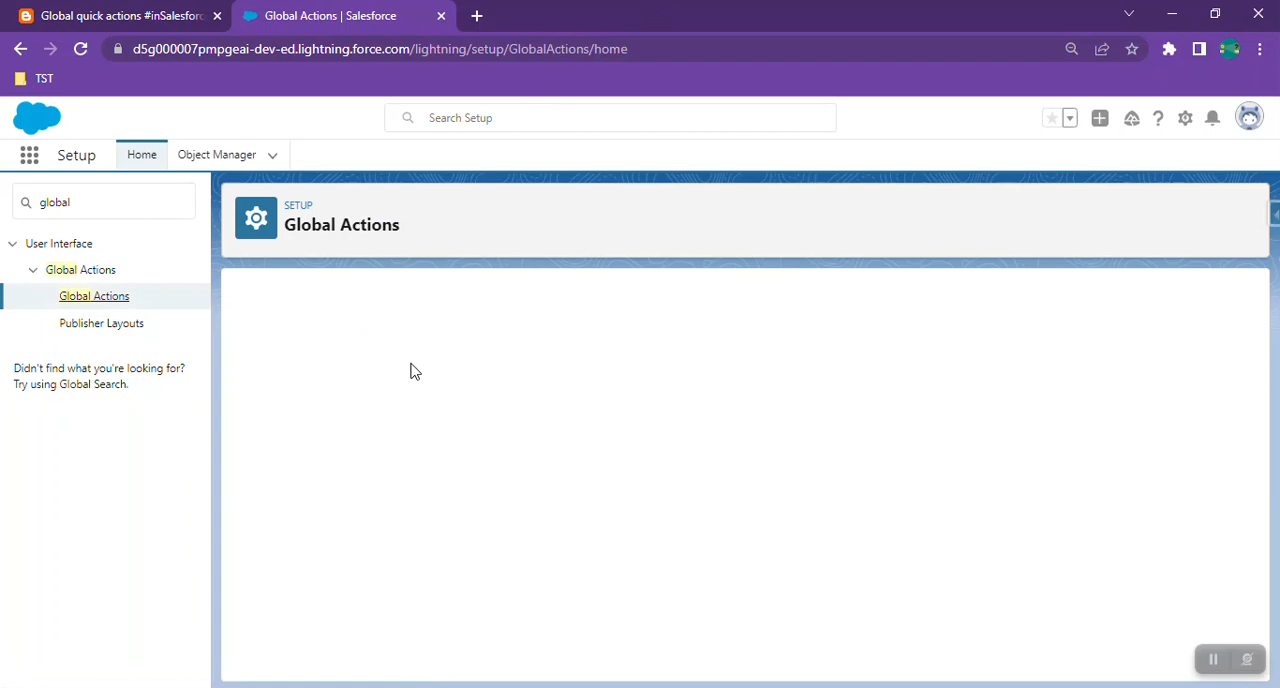 Global quick actions #inSalesforc
Global Actions | Salesforce
d5g000007pmpgeai-dev-ed.lightning.force.com/lightning/setup/GlobalActions/home
TST
Search Setup
Setup
Home
Object Manager
global
SETUP
Global Actions
User Interface
Global Actions
Global Actions
Publisher Layouts
Didn't find what you're looking for?
Try using Global Search.